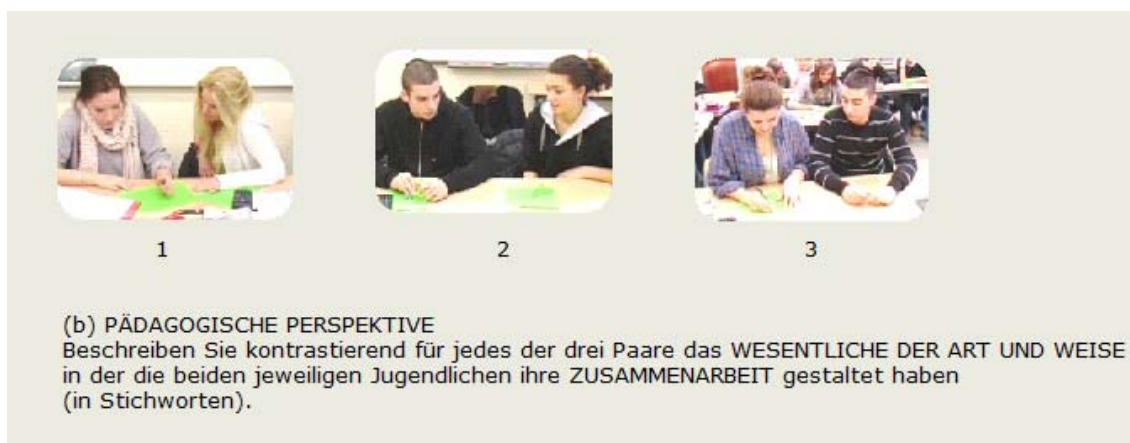 1
2
3
(b) PÄDAGOGISCHE PERSPEKTIVE
Beschreiben Sie kontrastierend für jedes der drei Paare das WESENTLICHE DER ART UND WEISE
in der die beiden jeweiligen Jugendlichen ihre ZUSAMMENARBEIT gestaltet haben
(in Stichworten).